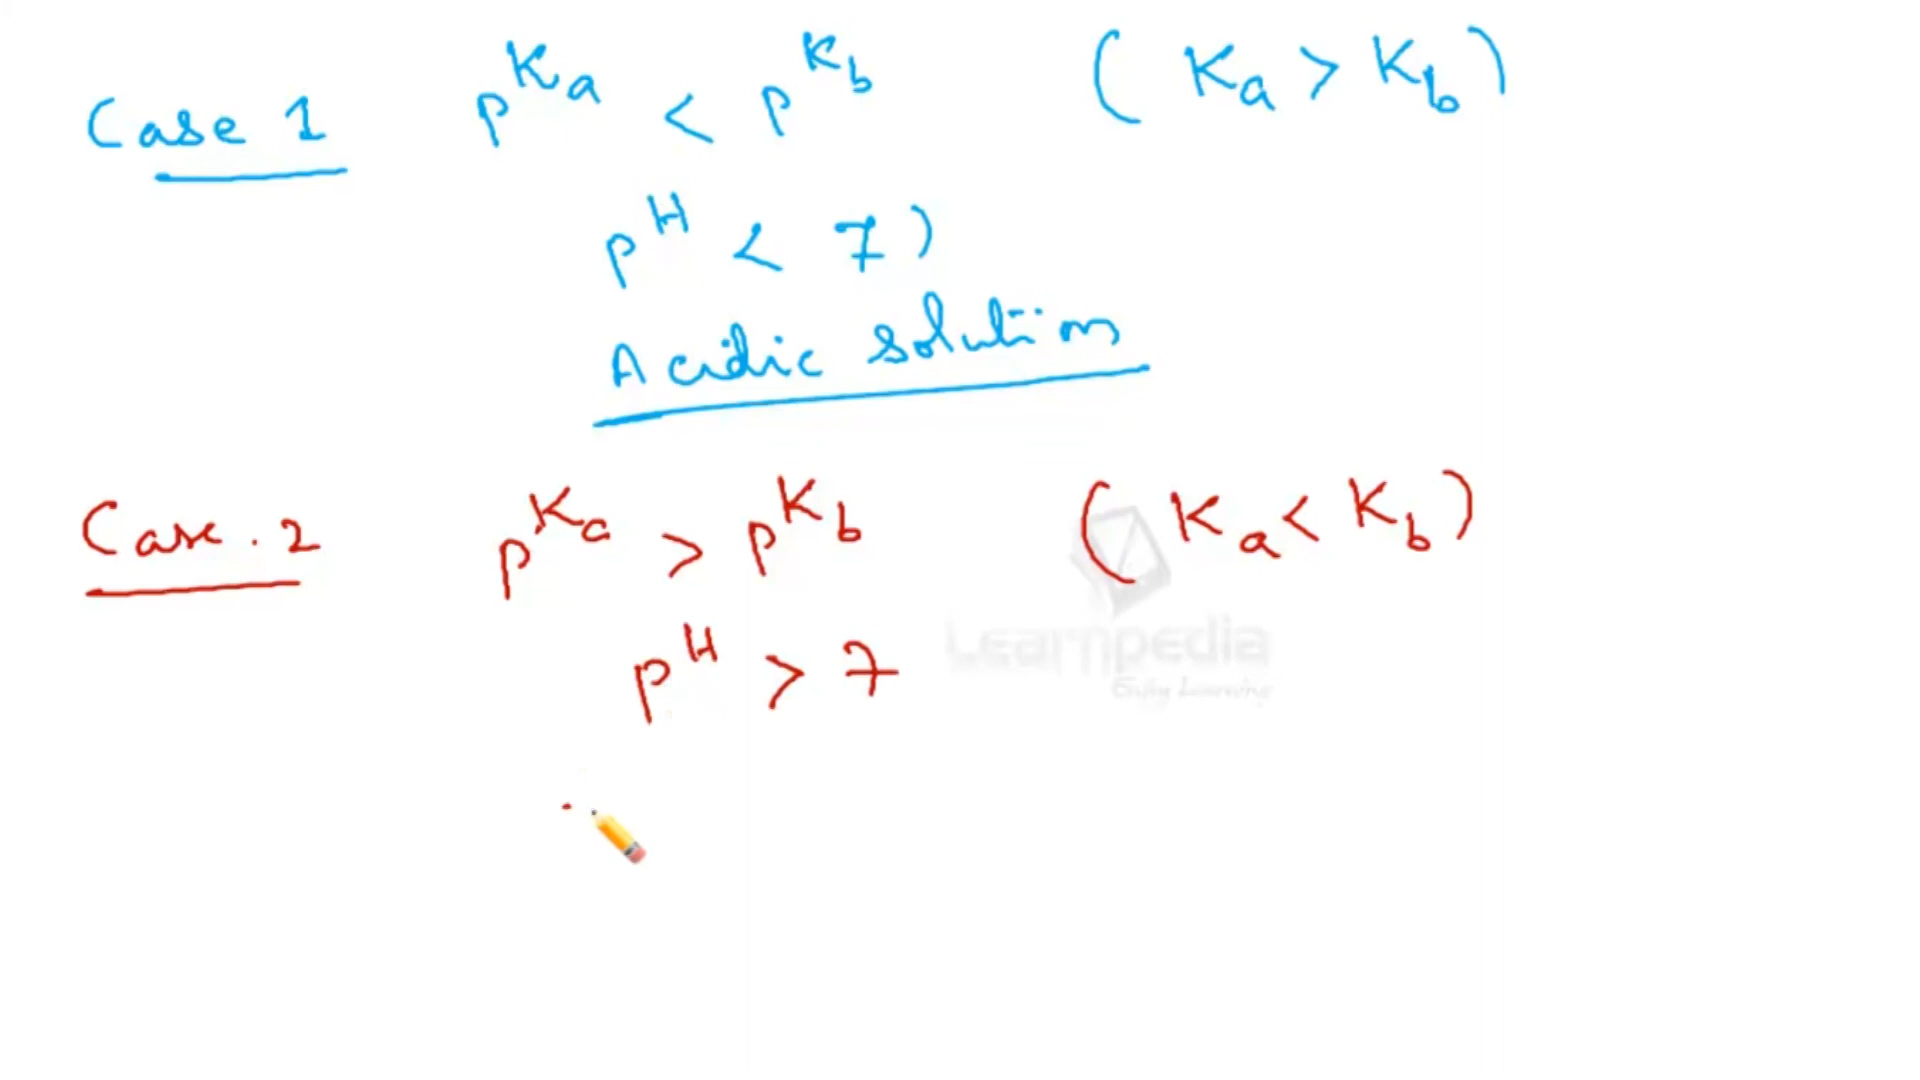 Case 1 pKa < pKb (Ka > Kb)
pH < 7)
Acidic solution
Case.2 pKa > pKb (Ka < Kb)
pH > 7
Learnpedia